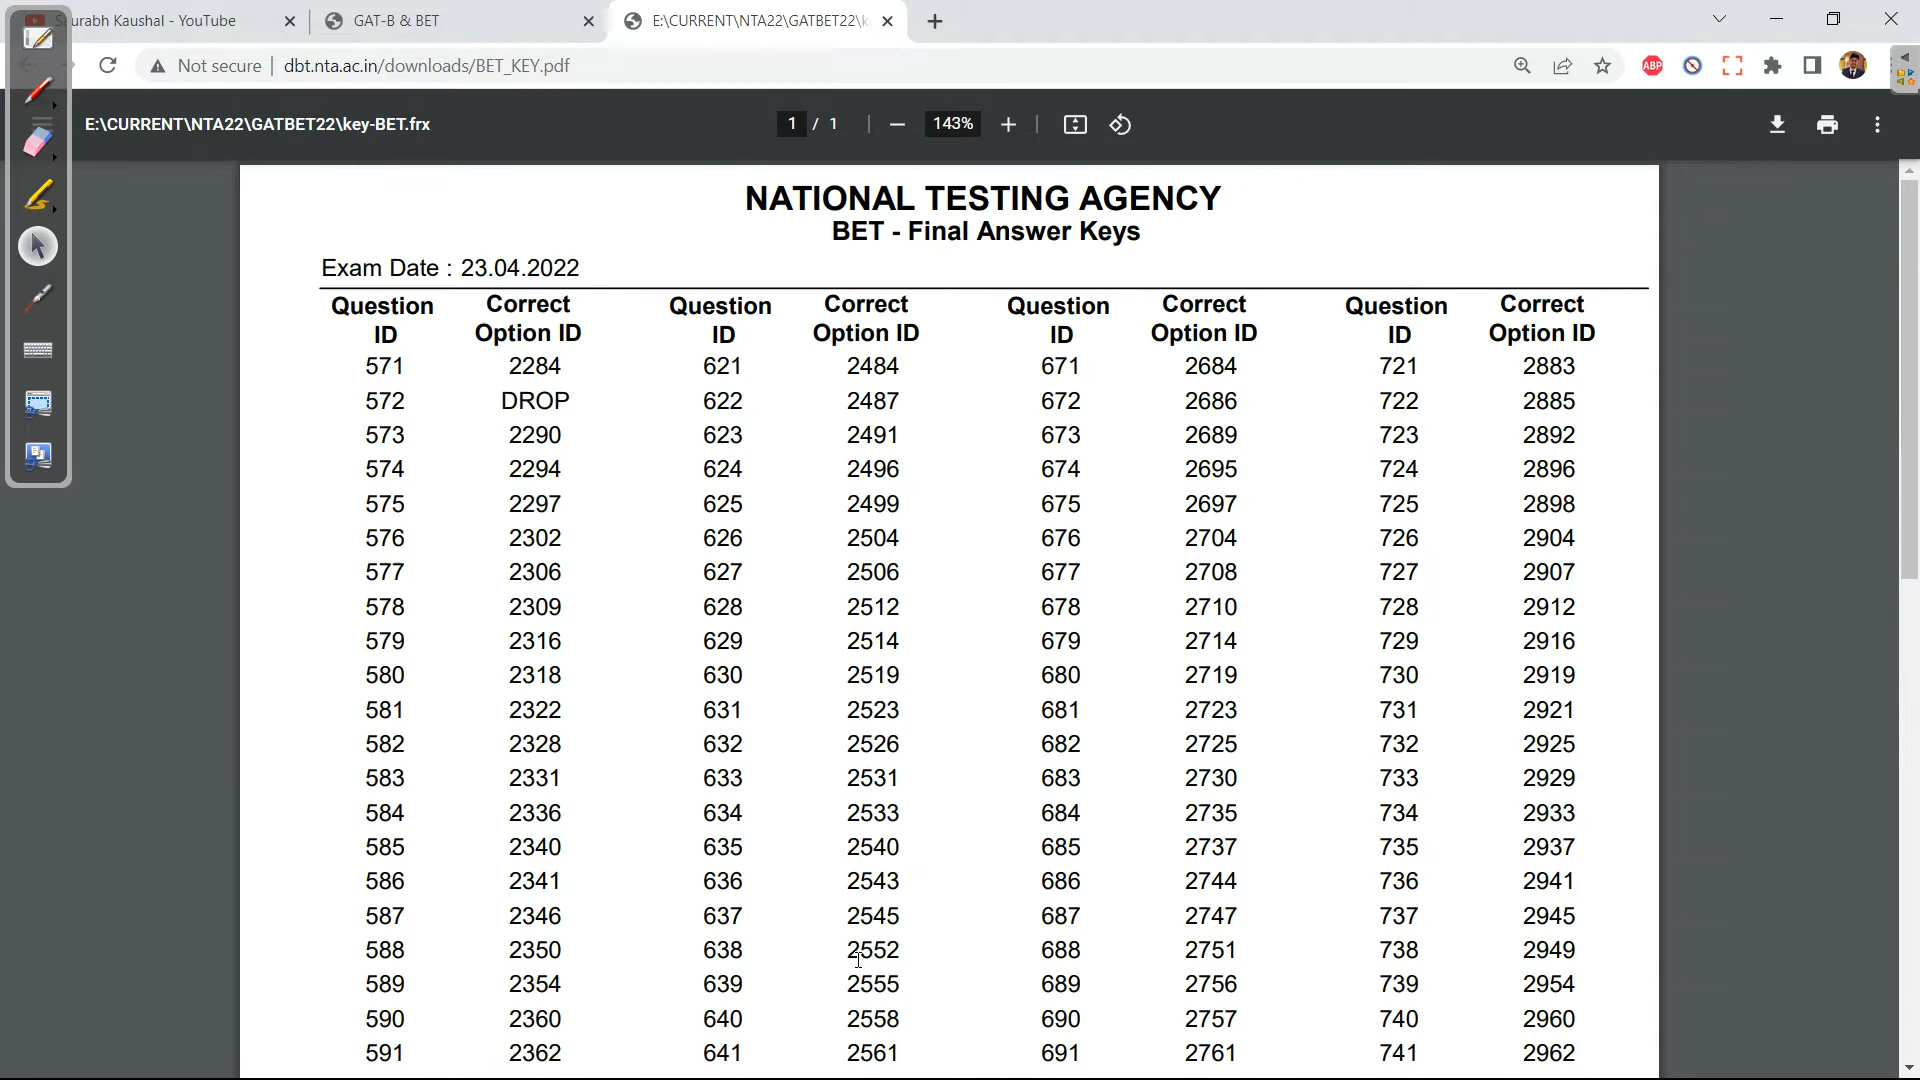 aurabh Kaushal - YouTube
GAT-B & BET
E:\CURRENT\NTA22\GATBET22\k
Not secure
dbt.nta.ac.in/downloads/BET_KEY.pdf
ABP
E:\CURRENT\NTA22\GATBET22\key-BET.frx
1 / 1
143%
NATIONAL TESTING AGENCY
BET - Final Answer Keys
Exam Date : 23.04.2022
Question ID Correct Option ID Question ID Correct Option ID Question ID Correct Option ID Question ID Correct Option ID
571 2284 621 2484 671 2684 721 2883
572 DROP 622 2487 672 2686 722 2885
573 2290 623 2491 673 2689 723 2892
574 2294 624 2496 674 2695 724 2896
575 2297 625 2499 675 2697 725 2898
576 2302 626 2504 676 2704 726 2904
577 2306 627 2506 677 2708 727 2907
578 2309 628 2512 678 2710 728 2912
579 2316 629 2514 679 2714 729 2916
580 2318 630 2519 680 2719 730 2919
581 2322 631 2523 681 2723 731 2921
582 2328 632 2526 682 2725 732 2925
583 2331 633 2531 683 2730 733 2929
584 2336 634 2533 684 2735 734 2933
585 2340 635 2540 685 2737 735 2937
586 2341 636 2543 686 2744 736 2941
587 2346 637 2545 687 2747 737 2945
588 2350 638 2552 688 2751 738 2949
589 2354 639 2555 689 2756 739 2954
590 2360 640 2558 690 2757 740 2960
591 2362 641 2561 691 2761 741 2962